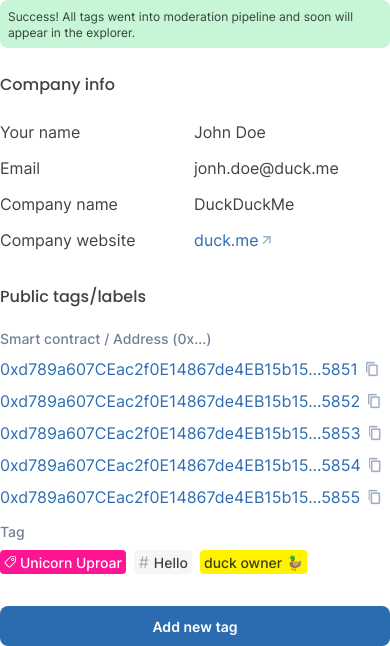 Success! All tags went into moderation pipeline and soon will
appear in the explorer.
Company info
Your name John Doe
Email jonh.doe@duck.me
Company name DuckDuckMe
Company website duck.me
Public tags/labels
Smart contract / Address (0x...)
0xd789a607CEac2f0E14867de4EB15b15...5851
0xd789a607CEac2f0E14867de4EB15b15...5852
0xd789a607CEac2f0E14867de4EB15b15...5853
0xd789a607CEac2f0E14867de4EB15b15...5854
0xd789a607CEac2f0E14867de4EB15b15...5855
Tag
Unicorn Uproar # Hello duck owner 🦆
Add new tag